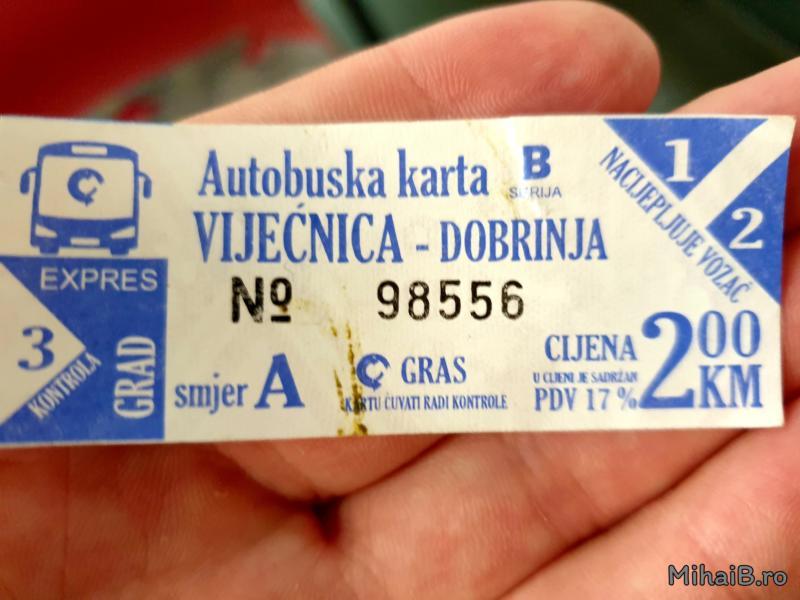 Autobuska karta
B
SERIJA
VIJEĆNICA - DOBRINJA
Nº 98556
1
2
NACIJEPLJUJE VOZAČ
EXPRES
GRAD
3
KONTROLA
smjer A
GRAS
KARTU ČUVATI RADI KONTROLE
CIJENA
U CIJENI JE SADRŽAN
PDV 17 %
2 00
KM
MihaiB.ro